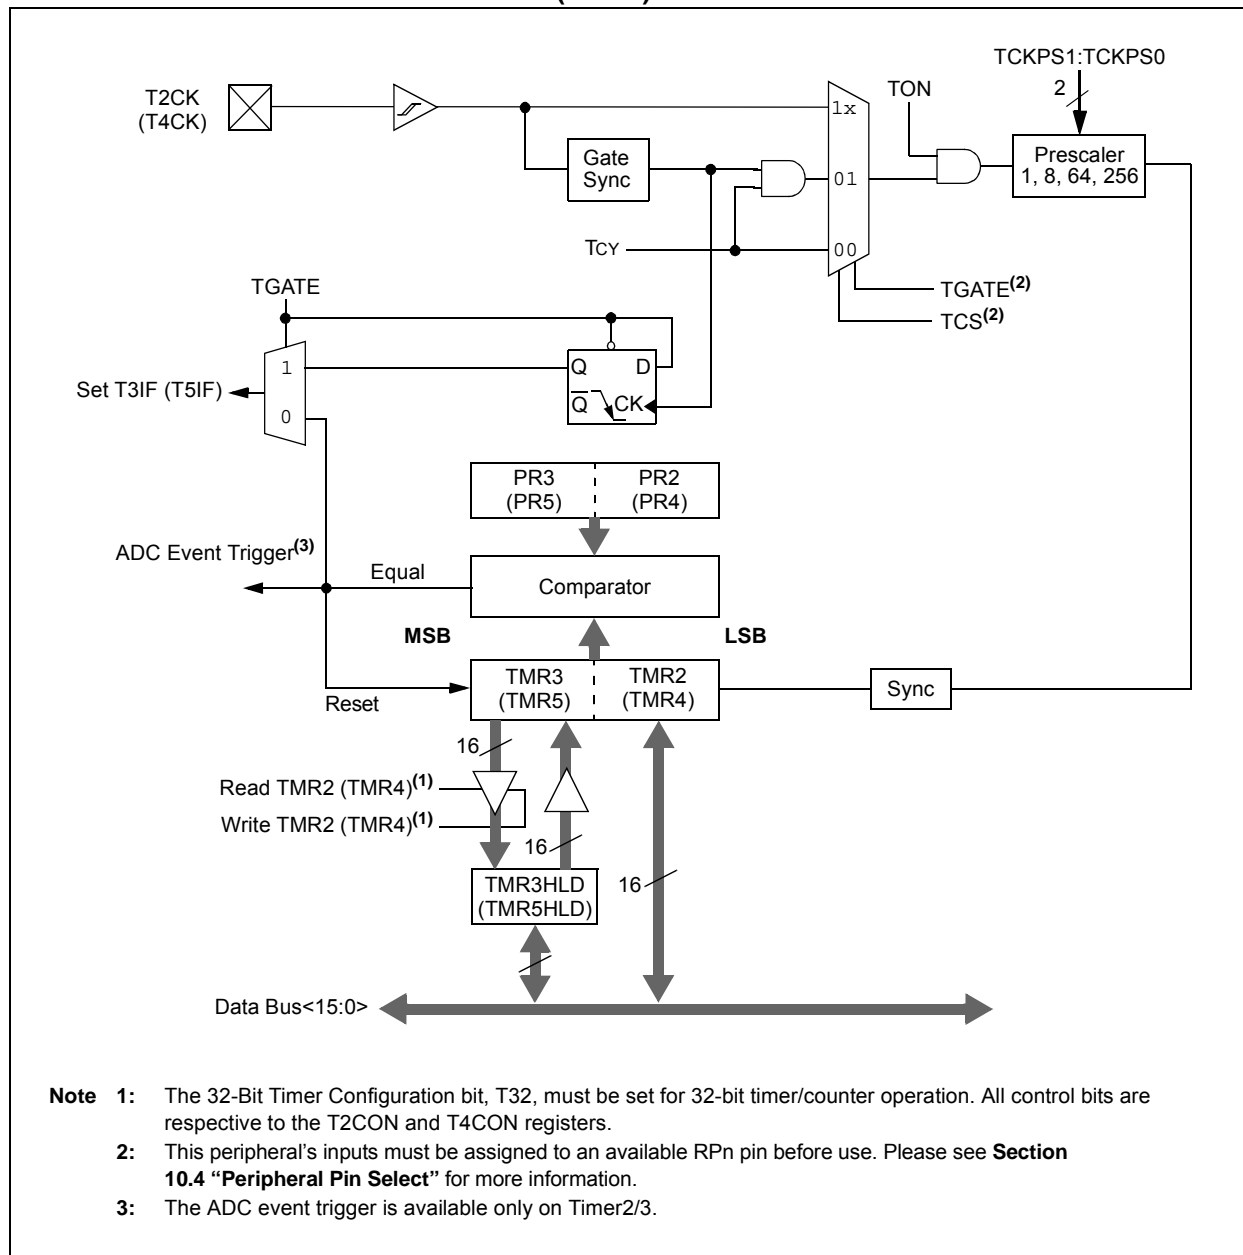 TCKPS1:TCKPS0
2
TON
T2CK
(T4CK)
1x
Gate
Sync
Prescaler
1, 8, 64, 256
01
TCY
00
TGATE(2)
TCS(2)
TGATE
1
Q
D
Set T3IF (T5IF)
Q
CK
0
PR3
(PR5)
PR2
(PR4)
ADC Event Trigger(3)
Equal
Comparator
MSB
LSB
TMR3
(TMR5)
TMR2
(TMR4)
Sync
Reset
16
Read TMR2 (TMR4)(1)
Write TMR2 (TMR4)(1)
16
TMR3HLD
(TMR5HLD)
16
Data Bus<15:0>
Note 1: The 32-Bit Timer Configuration bit, T32, must be set for 32-bit timer/counter operation. All control bits are
respective to the T2CON and T4CON registers.
2: This peripheral’s inputs must be assigned to an available RPn pin before use. Please see Section
10.4 “Peripheral Pin Select” for more information.
3: The ADC event trigger is available only on Timer2/3.